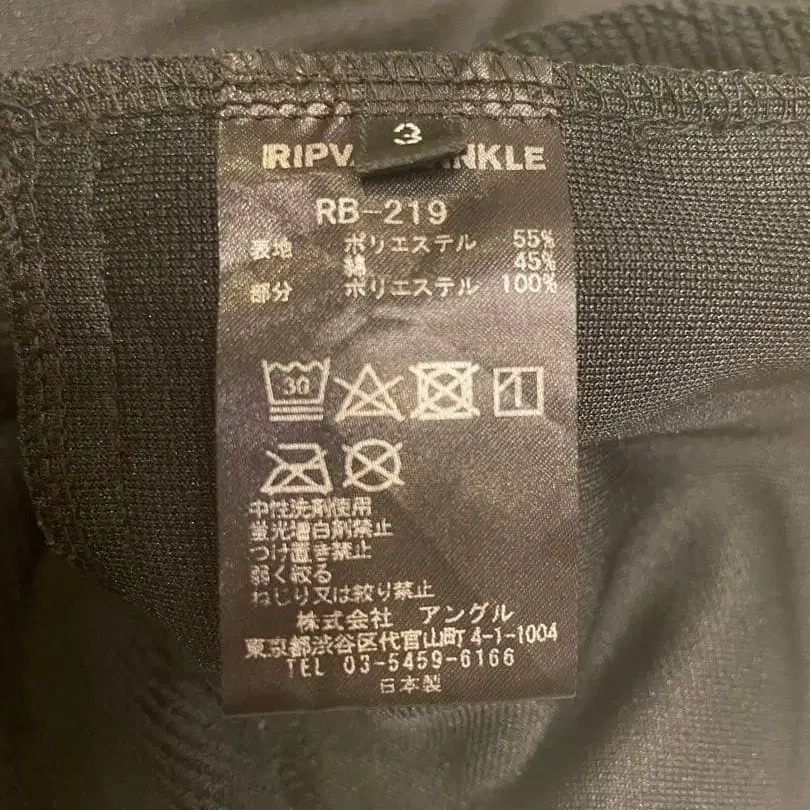 3
RIPVA NKLE
RB-219
表地 ポリエステル 55%
綿 45%
部分 ポリエステル 100%
30
中性洗剤使用
蛍光増白剤禁止
つけ置き禁止
弱く絞る
ねじり又は絞り禁止
株式会社 アングル
東京都渋谷区代官山町4-1-1004
TEL 03-5459-6166
日本製